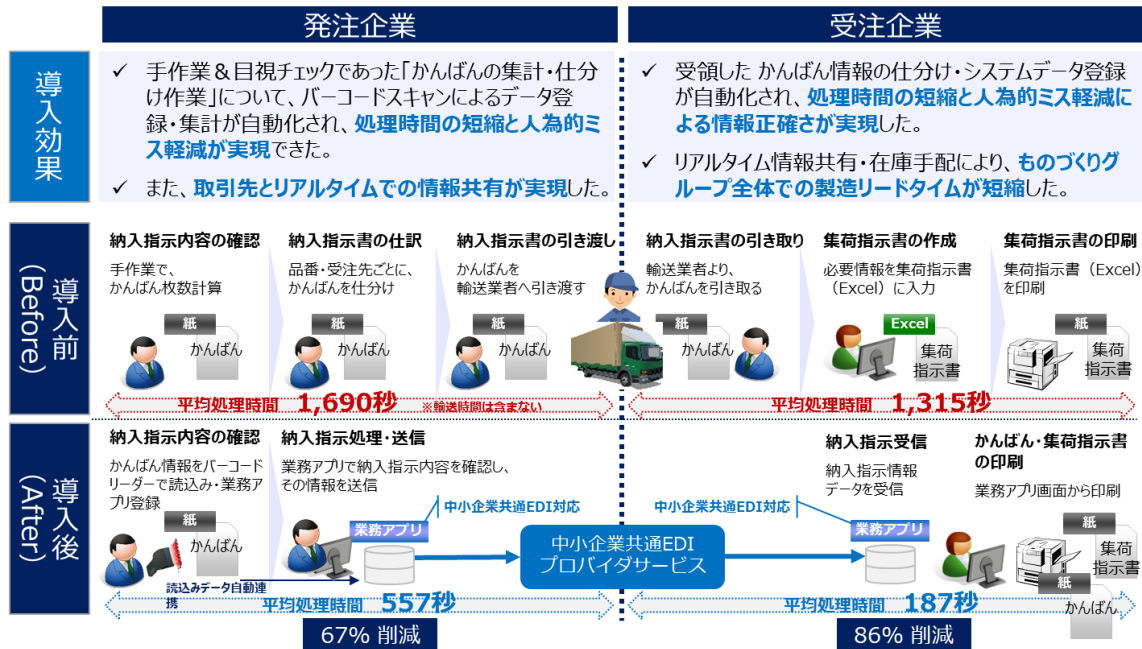 発注企業
受注企業
導入効果
✓ 手作業＆目視チェックであった「かんばんの集計・仕分
け作業」について、バーコードスキャンによるデータ登
録・集計が自動化され、処理時間の短縮と人為的ミ
ス軽減が実現できた。
✓ また、取引先とリアルタイムでの情報共有が実現した。
✓ 受領した かんばん情報の仕分け・システムデータ登録
が自動化され、処理時間の短縮と人為的ミス軽減に
よる情報正確さが実現した。
✓ リアルタイム情報共有・在庫手配により、ものづくりグ
ループ全体での製造リードタイムが短縮した。
導入前
(Before)
納入指示内容の確認
手作業で、
かんばん枚数計算
紙
かんばん
納入指示書の仕訳
品番・受注先ごとに、
かんばんを仕分け
紙
かんばん
納入指示書の引き渡し
かんばんを
輸送業者へ引き渡す
紙
かんばん
平均処理時間 1,690秒 ※輸送時間は含まない
納入指示書の引き取り
輸送業者より、
かんばんを引き取る
紙
かんばん
集荷指示書の作成
必要情報を集荷指示書
（Excel）に入力
Excel
集荷
指示書
集荷指示書の印刷
集荷指示書（Excel）
を印刷
紙
集荷
指示書
平均処理時間 1,315秒
導入後
(After)
納入指示内容の確認
かんばん情報をバーコード
リーダーで読込み・業務ア
プリ登録
紙
かんばん
読込みデータ自動連
携
納入指示処理・送信
業務アプリで納入指示内容を確認し、
その情報を送信
中小企業共通EDI対応
業務アプリ
平均処理時間 557秒
67% 削減
中小企業共通EDI
プロバイダサービス
納入指示受信
納入指示情報
データを受信
中小企業共通EDI対応
業務アプリ
かんばん・集荷指示書
の印刷
業務アプリ画面から印刷
紙
集荷
指示書
紙
かんばん
平均処理時間 187秒
86% 削減